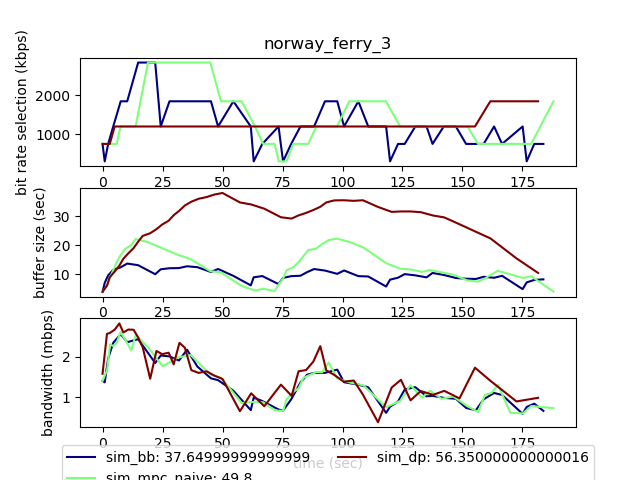 norway_ferry_3
bit rate selection (kbps)
2000
1000
0 25 50 75 100 125 150 175
buffer size (sec)
30
20
10
0 25 50 75 100 125 150 175
bandwidth (mbps)
2
1
0 25 50 75 100 125 150 175
time (sec)
sim_bb: 37.64999999999999 sim_dp: 56.350000000000016
sim_mpc_naive: 49.8